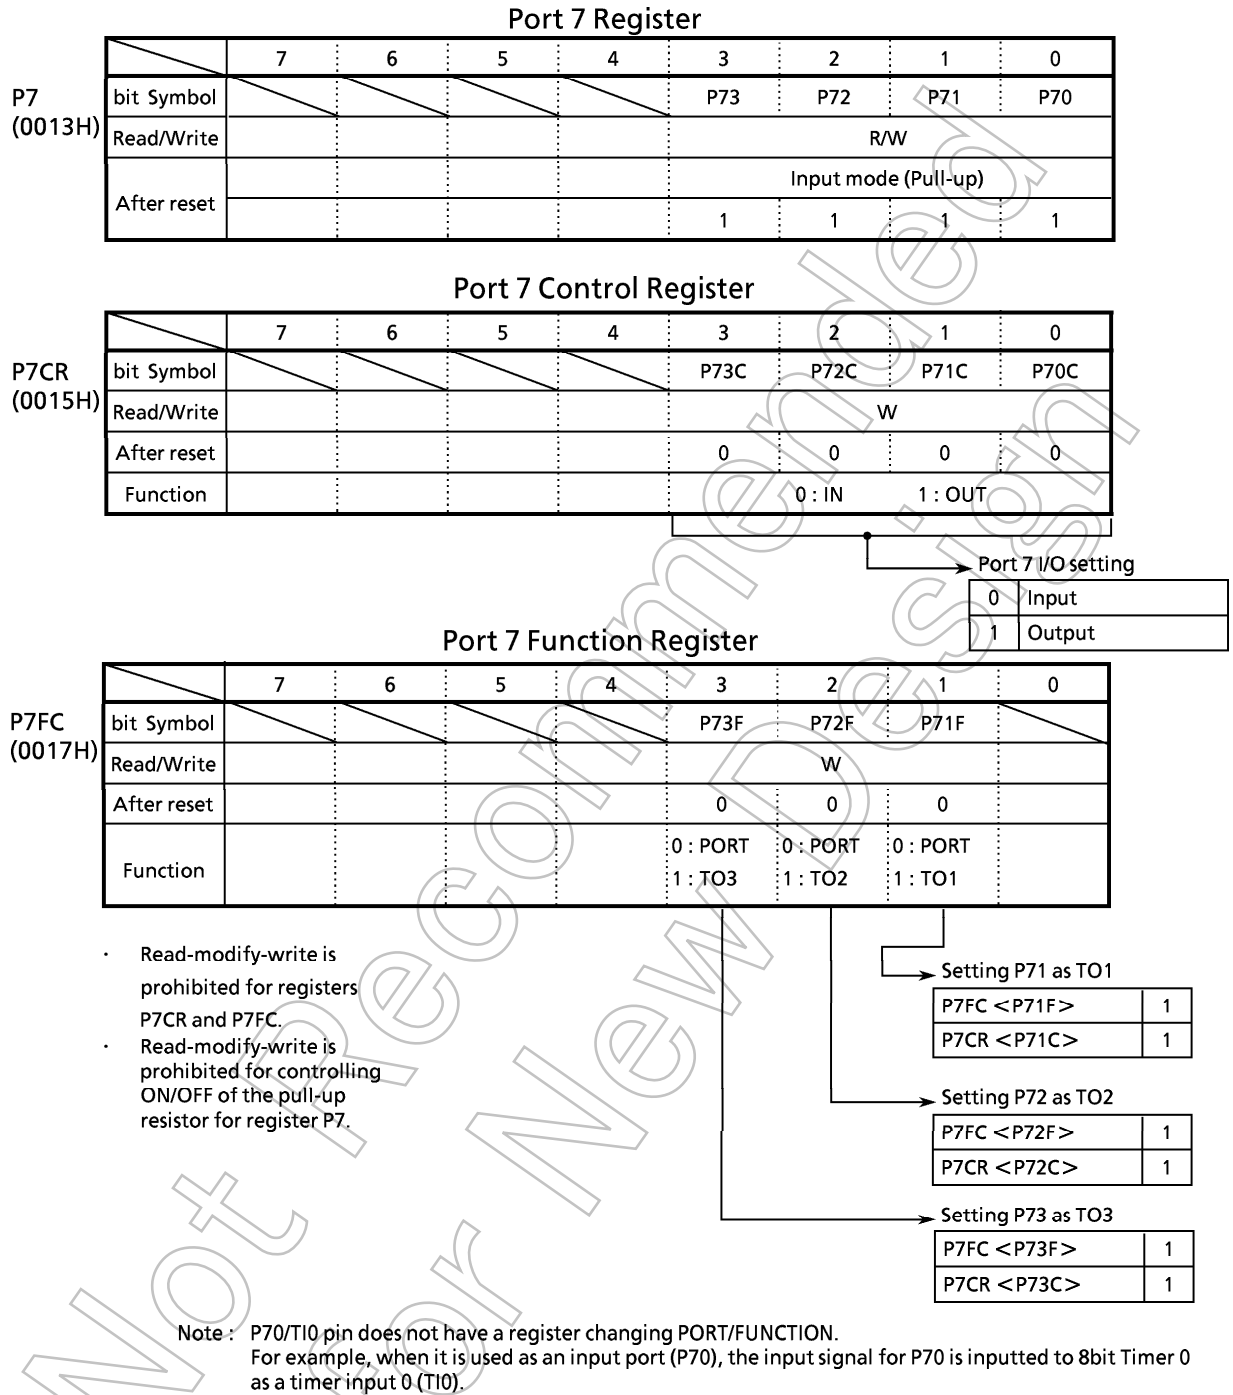 Port 7 Register
7 6 5 4 3 2 1 0
P7
(0013H)
bit Symbol P73 P72 P71 P70
Read/Write R/W
After reset Input mode (Pull-up)
1 1 1 1
Port 7 Control Register
7 6 5 4 3 2 1 0
P7CR
(0015H)
bit Symbol P73C P72C P71C P70C
Read/Write W
After reset 0 0 0 0
Function 0 : IN 1 : OUT
Port 7 I/O setting
0 Input
1 Output
Port 7 Function Register
7 6 5 4 3 2 1 0
P7FC
(0017H)
bit Symbol P73F P72F P71F
Read/Write W
After reset 0 0 0
Function 0 : PORT 0 : PORT 0 : PORT
1 : TO3 1 : TO2 1 : TO1
· Read-modify-write is
prohibited for registers
P7CR and P7FC.
· Read-modify-write is
prohibited for controlling
ON/OFF of the pull-up
resistor for register P7.
Setting P71 as TO1
P7FC <P71F> 1
P7CR <P71C> 1
Setting P72 as TO2
P7FC <P72F> 1
P7CR <P72C> 1
Setting P73 as TO3
P7FC <P73F> 1
P7CR <P73C> 1
Note : P70/TI0 pin does not have a register changing PORT/FUNCTION.
For example, when it is used as an input port (P70), the input signal for P70 is inputted to 8bit Timer 0
as a timer input 0 (TI0).
Not Recommended
for New Design